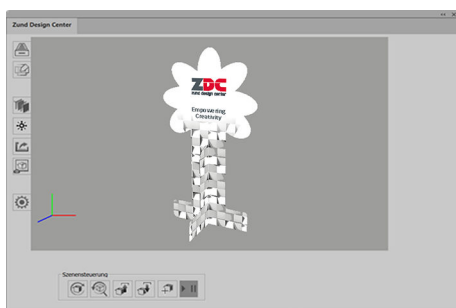 Zund Design Center
ZDC
zund design center
Empowering
Creativity
Szenensteuerung